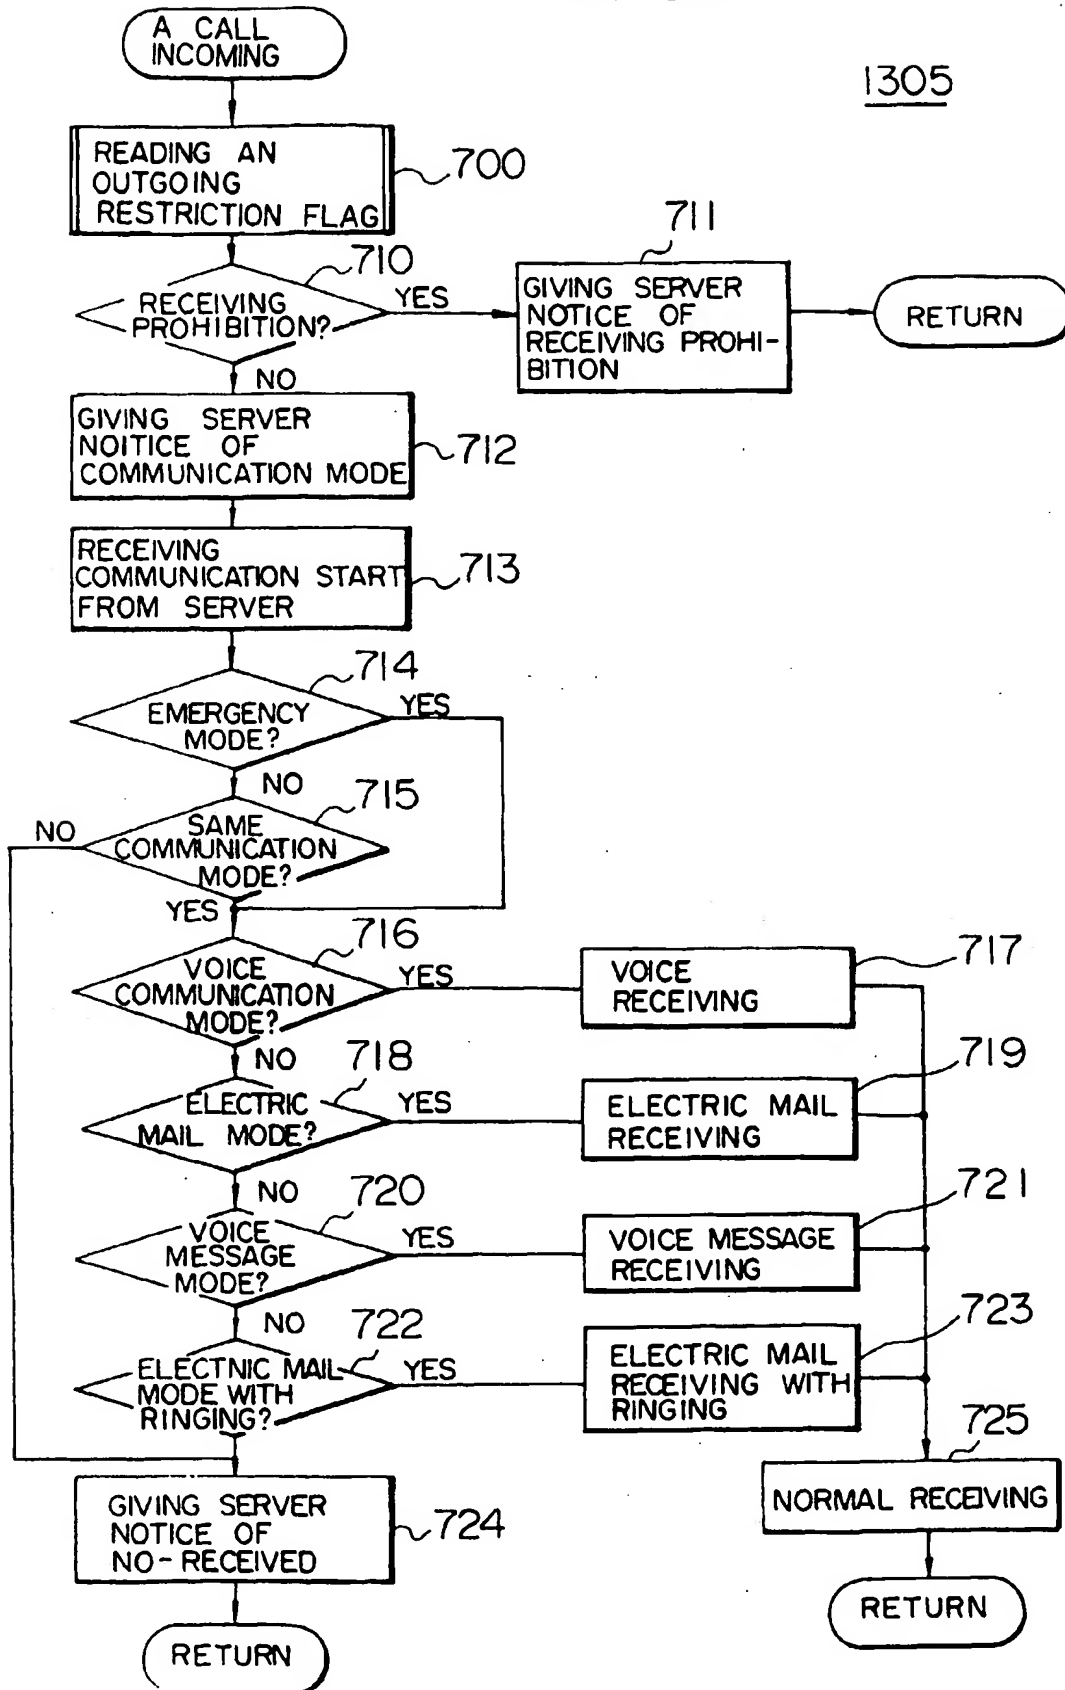 A CALL
INCOMING
1305
READING AN
OUTGOING
RESTRICTION FLAG
700
710
RECEIVING
PROHIBITION?
YES
711
GIVING SERVER
NOTICE OF
RECEIVING PROHI-
BITION
RETURN
NO
GIVING SERVER
NOITICE OF
COMMUNICATION MODE
712
RECEIVING
COMMUNICATION START
FROM SERVER
713
714
EMERGENCY
MODE?
YES
NO
715
SAME
COMMUNICATION
MODE?
NO
YES
716
VOICE
COMMUNICATION
MODE?
YES
VOICE
RECEIVING
717
NO
718
ELECTRIC
MAIL MODE?
YES
ELECTRIC MAIL
RECEIVING
719
NO
720
VOICE
MESSAGE
MODE?
YES
VOICE MESSAGE
RECEIVING
721
NO
722
ELECTNIC MAIL
MODE WITH
RINGING?
YES
ELECTRIC MAIL
RECEIVING WITH
RINGING
723
725
NORMAL RECEIVING
GIVING SERVER
NOTICE OF
NO-RECEIVED
724
RETURN
RETURN